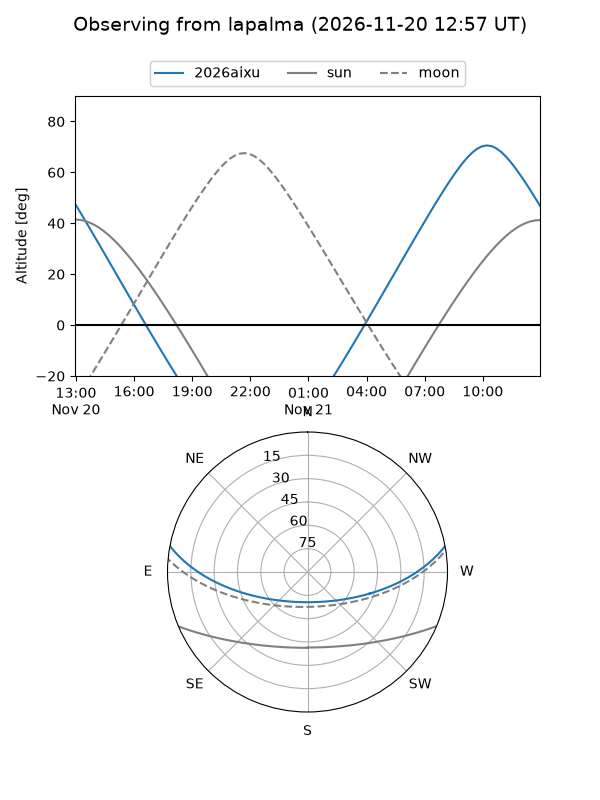 Observing from lapalma (2026-11-20 12:57 UT)
2026aixu sun moon
Altitude [deg]
80
60
40
20
0
−20
13:00 16:00 19:00 22:00 01:00 04:00 07:00 10:00
Nov 20 Nov 21
N
NE NW
15
30
45
60
75
E W
SE SW
S